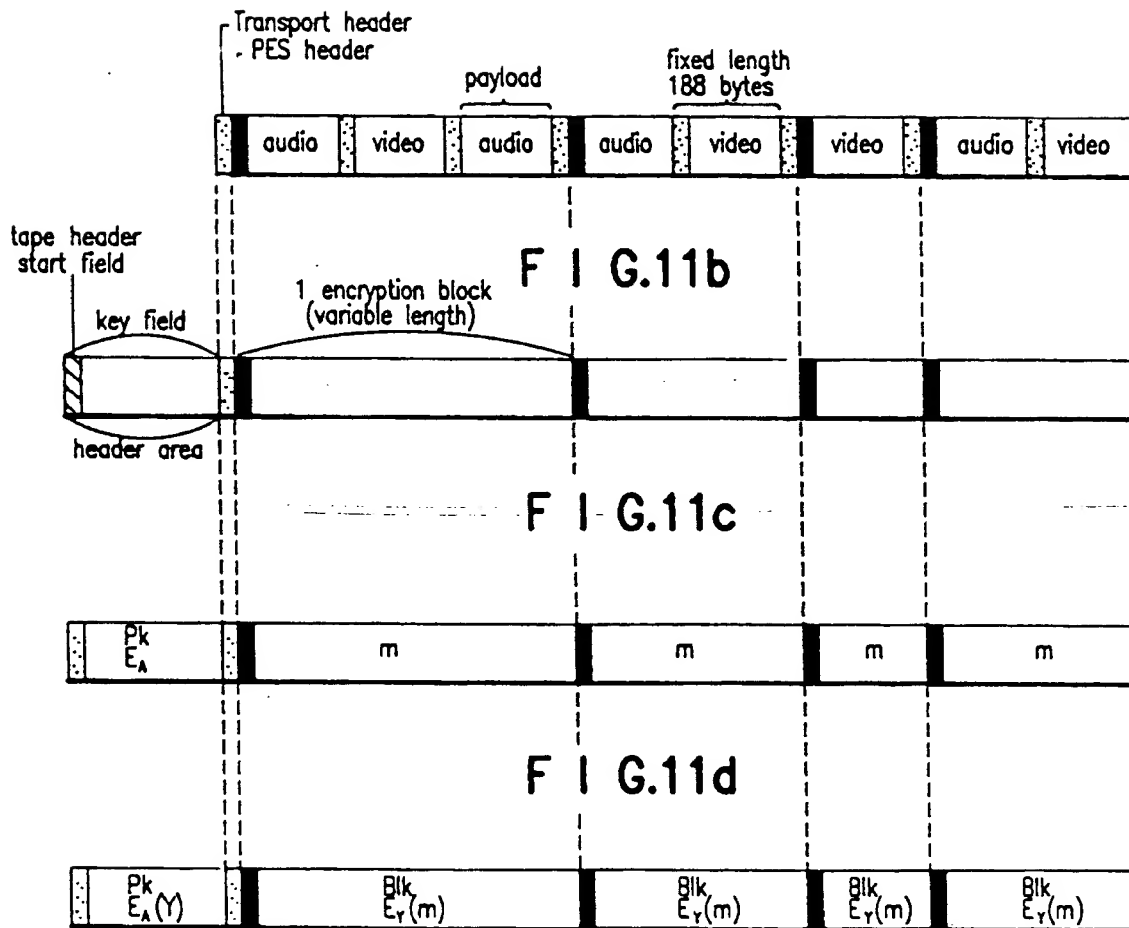 Transport header
. PES header
payload
fixed length
188 bytes
audio video audio audio video video audio video
F I G.11b
tape header
start field
key field
1 encryption block
(variable length)
header area
F I G.11c
Pk
E_A
m m m m
F I G.11d
Pk
E_A(Y)
Blk
E_Y(m)
Blk
E_Y(m)
Blk
E_Y(m)
Blk
E_Y(m)